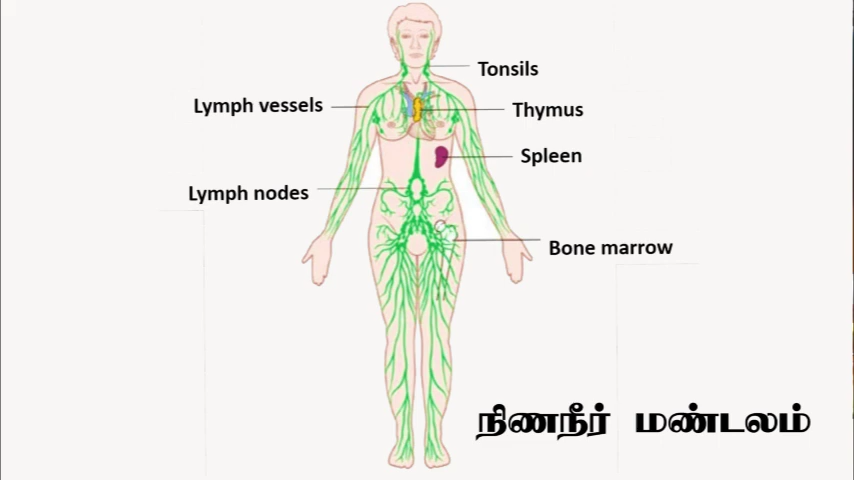 Tonsils
Lymph vessels
Thymus
Spleen
Lymph nodes
Bone marrow
நிணநீர் மண்டலம்